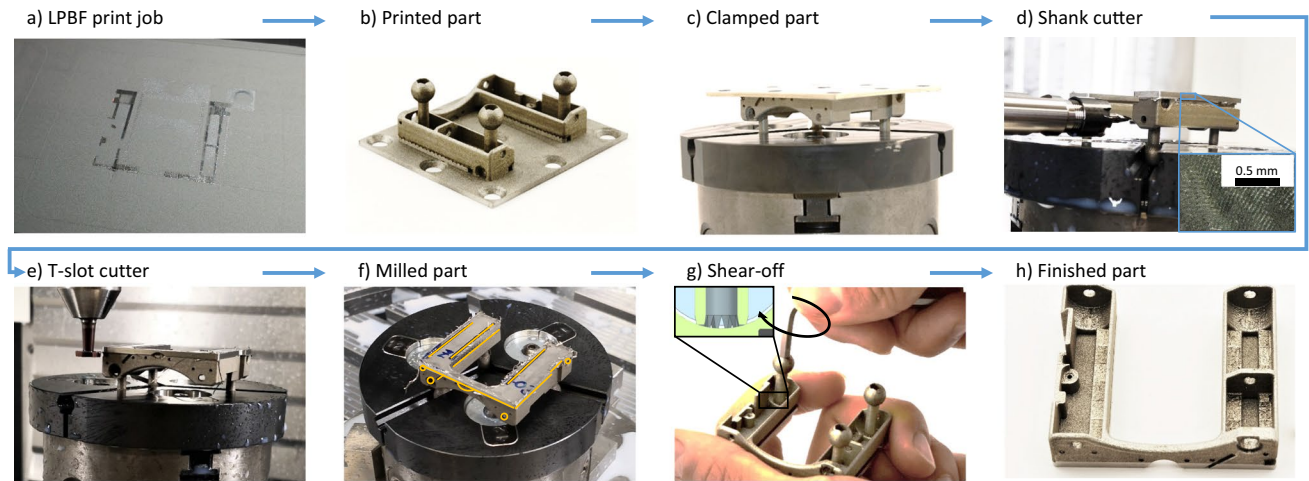 a) LPBF print job
b) Printed part
c) Clamped part
d) Shank cutter
0.5 mm
e) T-slot cutter
f) Milled part
g) Shear-off
h) Finished part